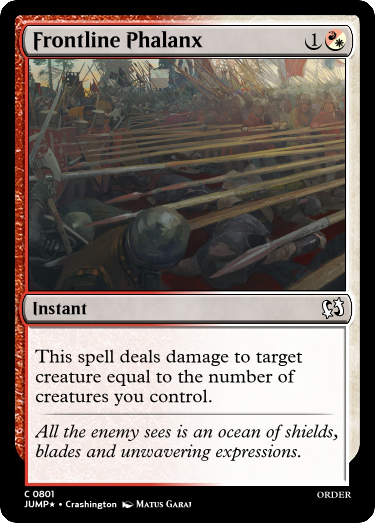 Frontline Phalanx 1
Instant
This spell deals damage to target
creature equal to the number of
creatures you control.
All the enemy sees is an ocean of shields,
blades and unwavering expressions.
C 0801 ORDER
JUMP★ • Crashington Matus Garaj